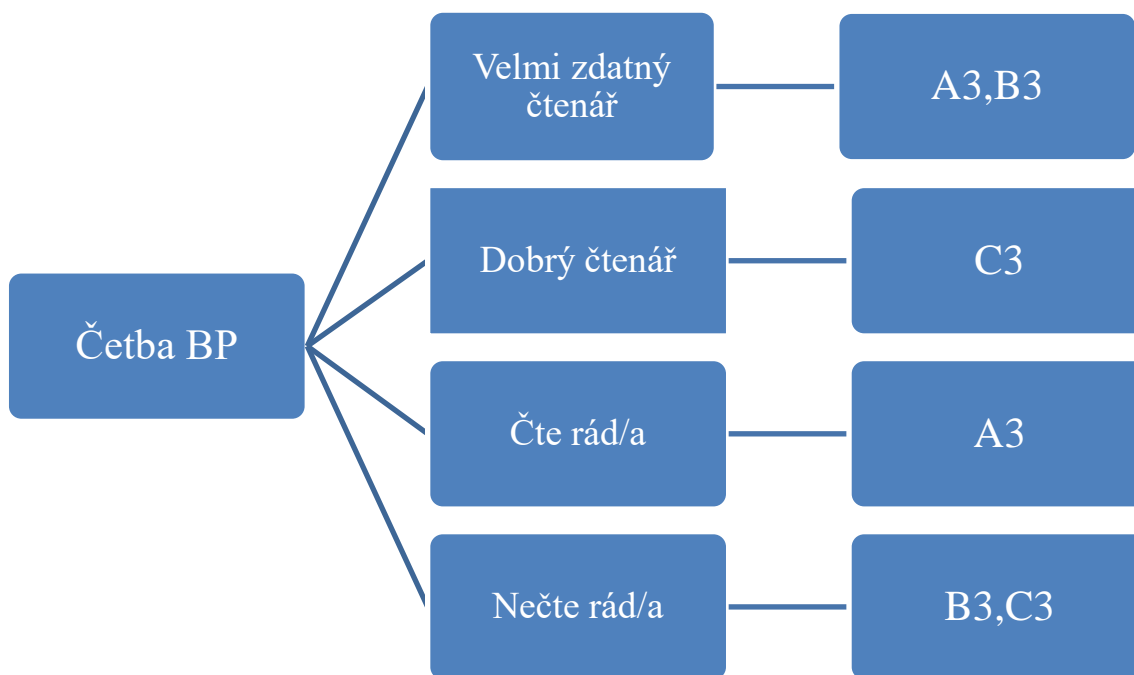 Četba BP
Velmi zdatný
čtenář
A3,B3
Dobrý čtenář
C3
Čte rád/a
A3
Nečte rád/a
B3,C3